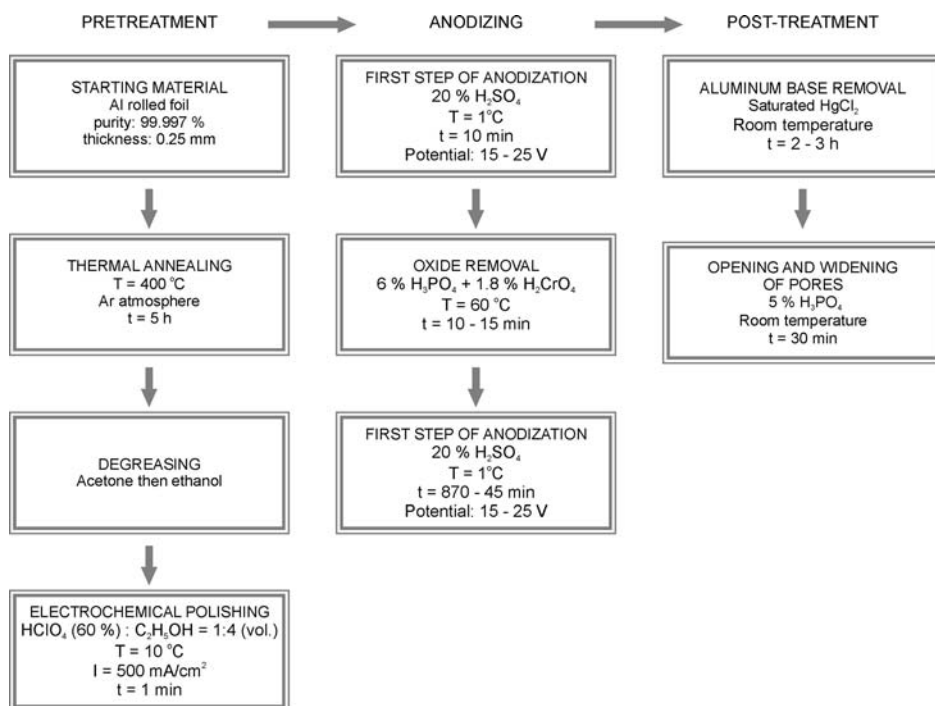 PRETREATMENT
ANODIZING
POST-TREATMENT
STARTING MATERIAL
Al rolled foil
purity: 99.997 %
thickness: 0.25 mm
THERMAL ANNEALING
T = 400 °C
Ar atmosphere
t = 5 h
DEGREASING
Acetone then ethanol
ELECTROCHEMICAL POLISHING
HClO₄ (60 %) : C₂H₅OH = 1:4 (vol.)
T = 10 °C
I = 500 mA/cm²
t = 1 min
FIRST STEP OF ANODIZATION
20 % H₂SO₄
T = 1°C
t = 10 min
Potential: 15 - 25 V
OXIDE REMOVAL
6 % H₃PO₄ + 1.8 % H₂CrO₄
T = 60 °C
t = 10 - 15 min
FIRST STEP OF ANODIZATION
20 % H₂SO₄
T = 1°C
t = 870 - 45 min
Potential: 15 - 25 V
ALUMINUM BASE REMOVAL
Saturated HgCl₂
Room temperature
t = 2 - 3 h
OPENING AND WIDENING
OF PORES
5 % H₃PO₄
Room temperature
t = 30 min